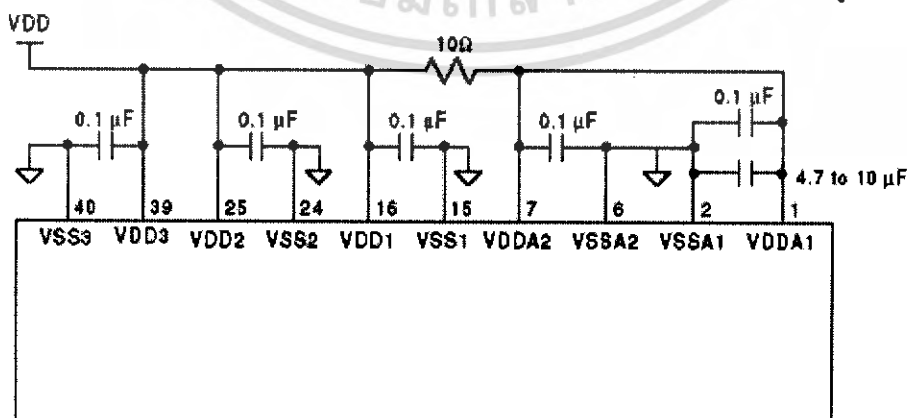 VDD
10Ω
0.1 µF
0.1 µF
0.1 µF
0.1 µF
0.1 µF
4.7 to 10 µF
40 39 25 24 16 15 7 6 2 1
VSS3 VDD3 VDD2 VSS2 VDD1 VSS1 VDDA2 VSSA2 VSSA1 VDDA1